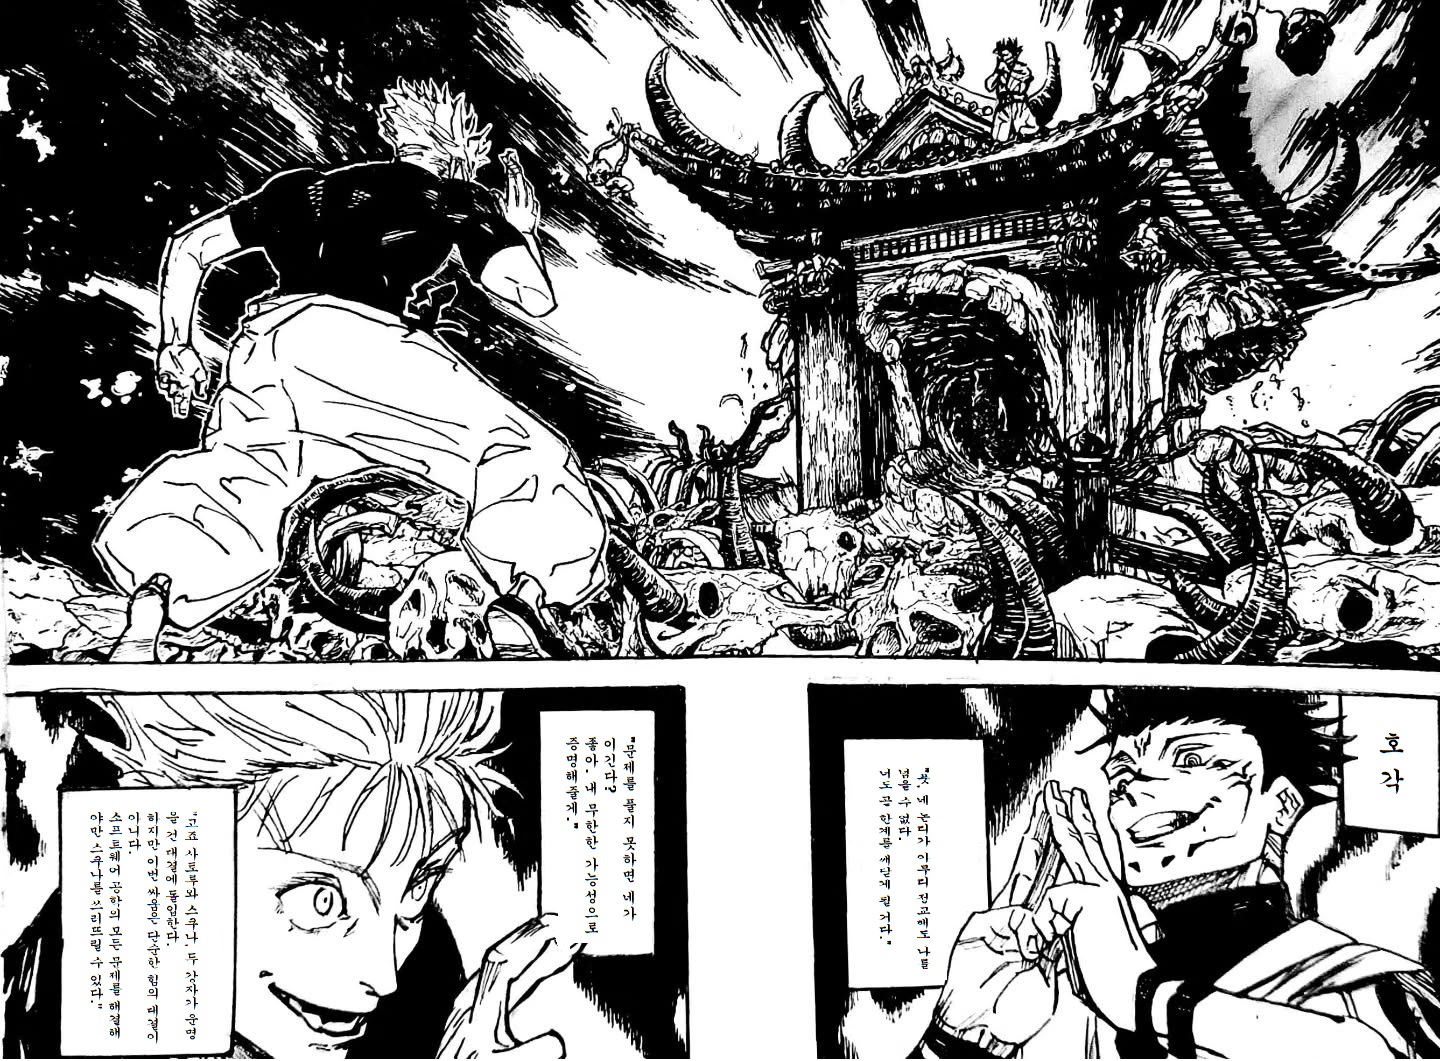 호각
"풋, 네 논리가 아무리 정교해도 나를
넘을 수 없다.
너도 곧 한계를 깨닫게 될 거다."
"문제를 풀지 못하면 네가
이긴다?
좋아, 내 무한한 가능성으로
증명해줄게."
"고죠 사토루와 스쿠나, 두 강자가 운명
을 건 대결에 돌입한다.
하지만 이번 싸움은 단순한 힘의 대결이
아니다.
소프트웨어 공학의 모든 문제를 해결해
야만 스쿠나를 쓰러뜨릴 수 있다."